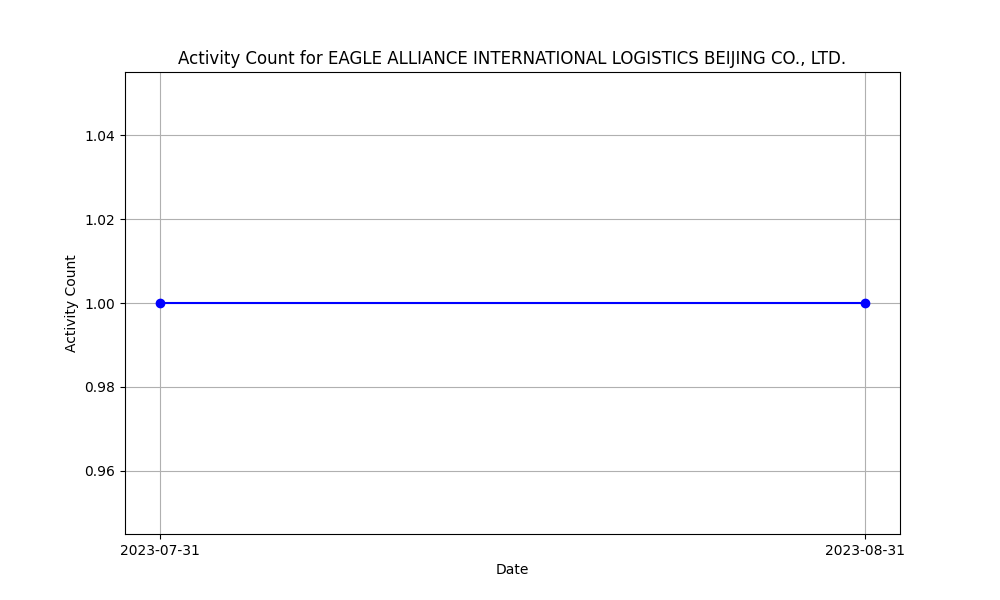 Activity Count for EAGLE ALLIANCE INTERNATIONAL LOGISTICS BEIJING CO., LTD.
1.04
1.02
1.00
0.98
0.96
Activity Count
2023-07-31 2023-08-31
Date